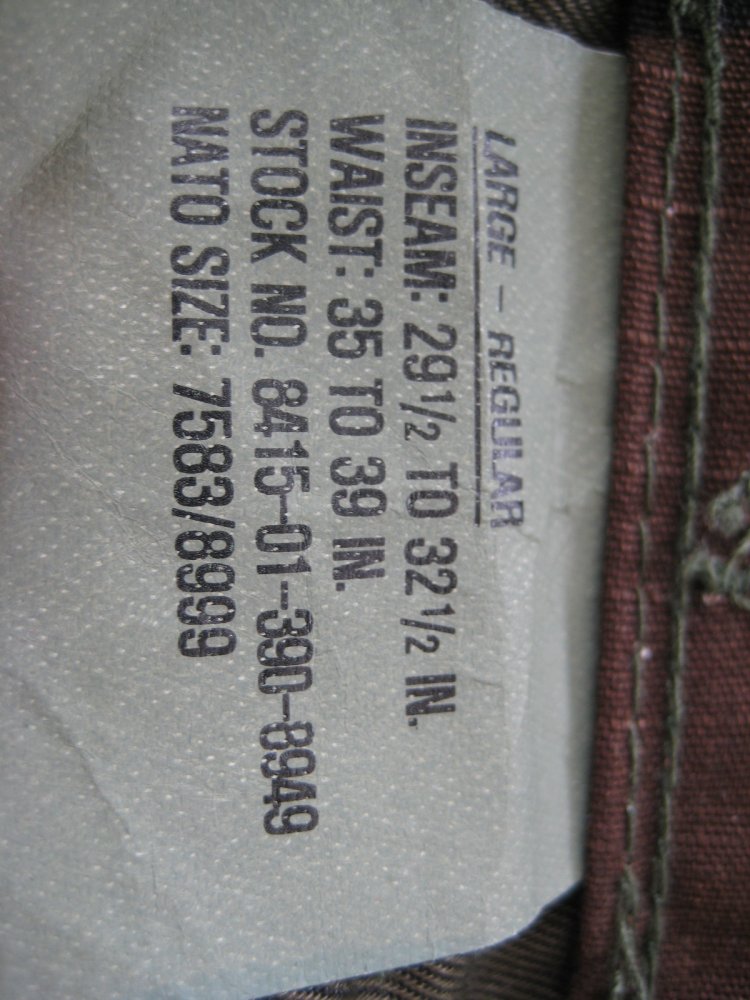 LARGE – REGULAR
INSEAM: 29 1/2 TO 32 1/2 IN.
WAIST: 35 TO 39 IN.
STOCK NO. 8415-01-390-8949
NATO SIZE: 7583/8999